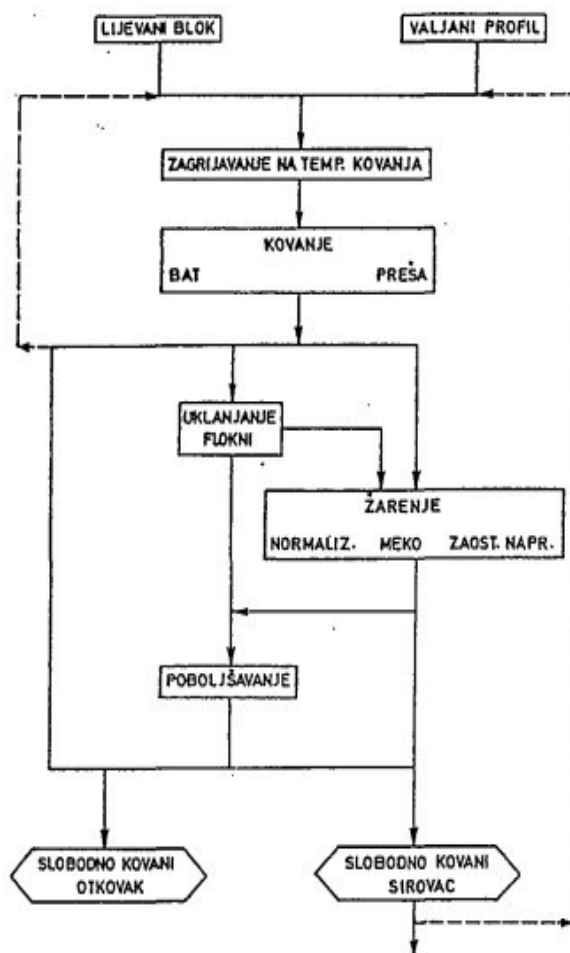 LIJEVANI BLOK
VALJANI PROFIL
ZAGRIJAVANJE NA TEMP. KOVANJA
KOVANJE
BAT PREŠA
UKLANJANJE
FLOKNI
ŽARENJE
NORMALIZ. MEKO ZAOST. NAPR.
POBOLJŠAVANJE
SLOBODNO KOVANI
OTKOVAK
SLOBODNO KOVANI
SIROVAC